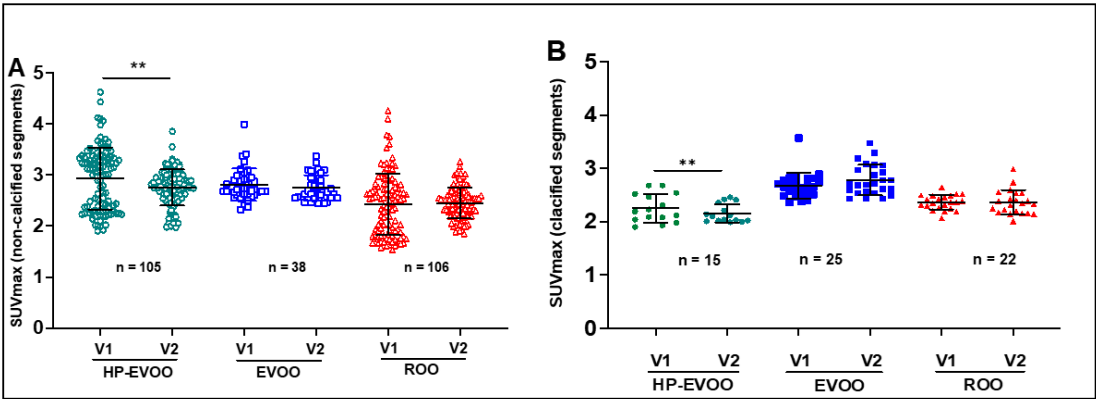 A
SUVmax (non-calcified segments)
5
4
3
2
1
0
**
n = 105
n = 38
n = 106
V1 V2 V1 V2 V1 V2
HP-EVOO EVOO ROO
B
SUVmax (clacified segments)
5
4
3
2
1
0
**
n = 15
n = 25
n = 22
V1 V2 V1 V2 V1 V2
HP-EVOO EVOO ROO